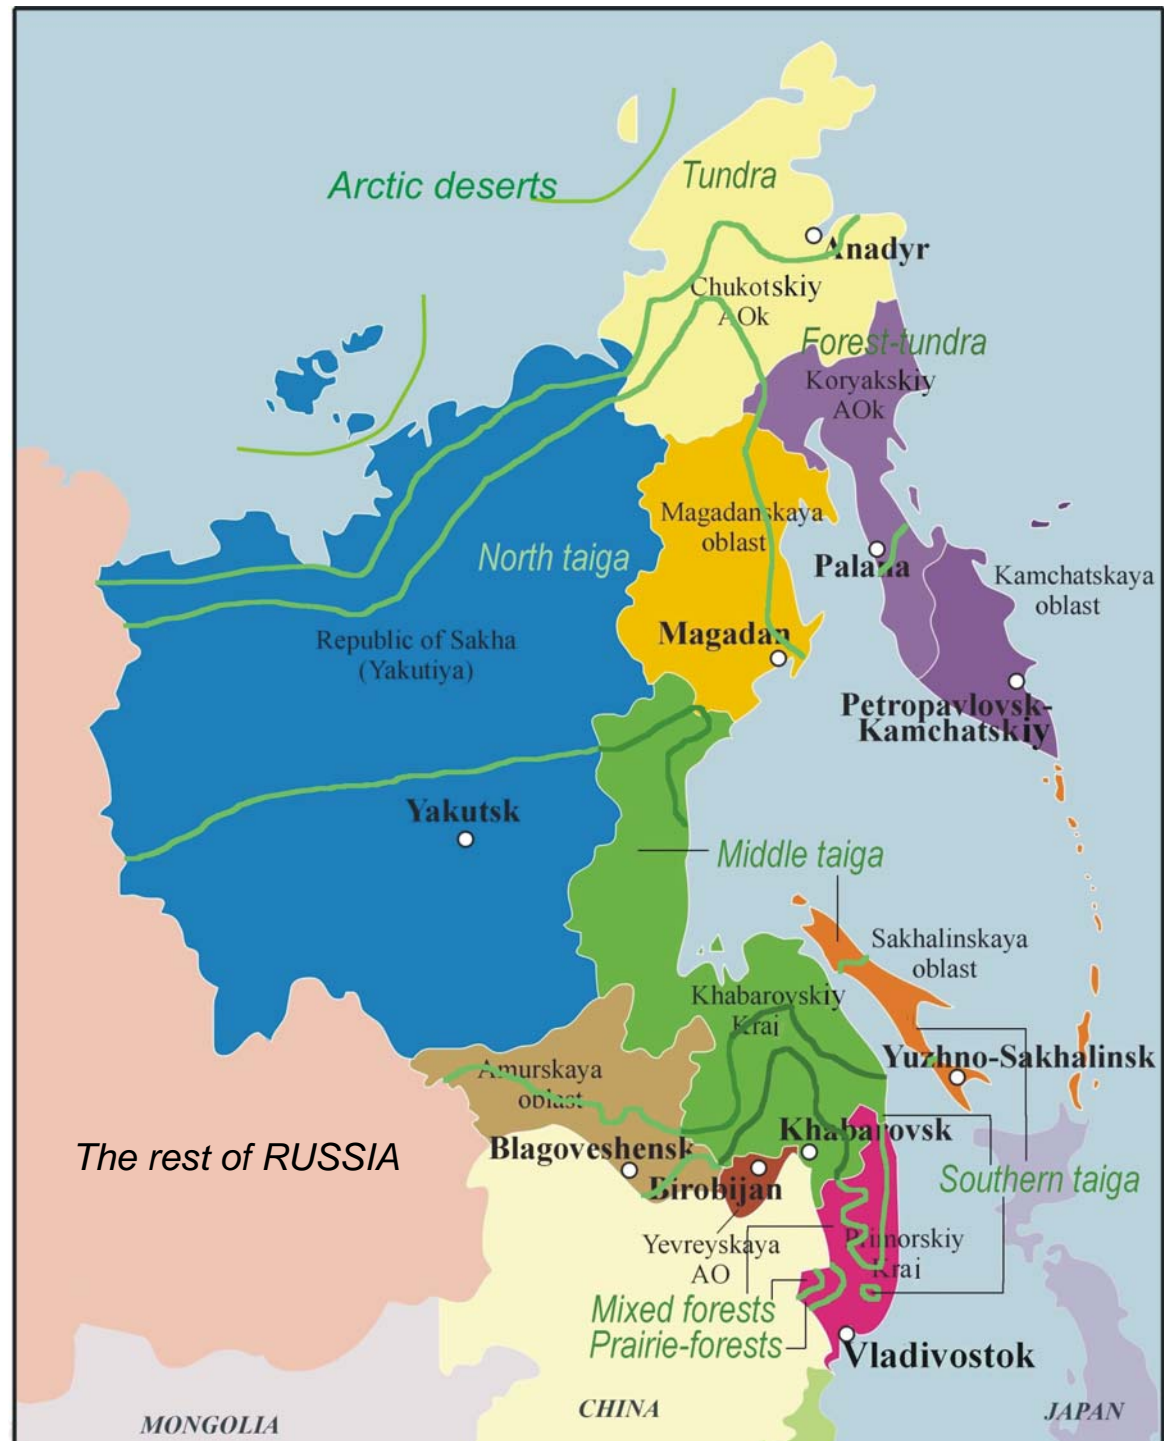 Tundra
Arctic deserts
Anadyr
Chukotskiy
AOk
Forest-tundra
Koryakskiy
AOk
Magadanskaya
oblast
North taiga
Palana
Kamchatskaya
oblast
Republic of Sakha
(Yakutiya)
Magadan
Petropavlovsk-
Kamchatskiy
Yakutsk
Middle taiga
Sakhalinskaya
oblast
Khabarovskiy
Kraj
Yuzhno-Sakhalinsk
Amurskaya
oblast
Khabarovsk
Blagoveshensk
The rest of RUSSIA
Birobijan
Southern taiga
Yevreyskaya
AO
Primorskiy
Kraj
Mixed forests
Prairie-forests
Vladivostok
MONGOLIA
CHINA
JAPAN